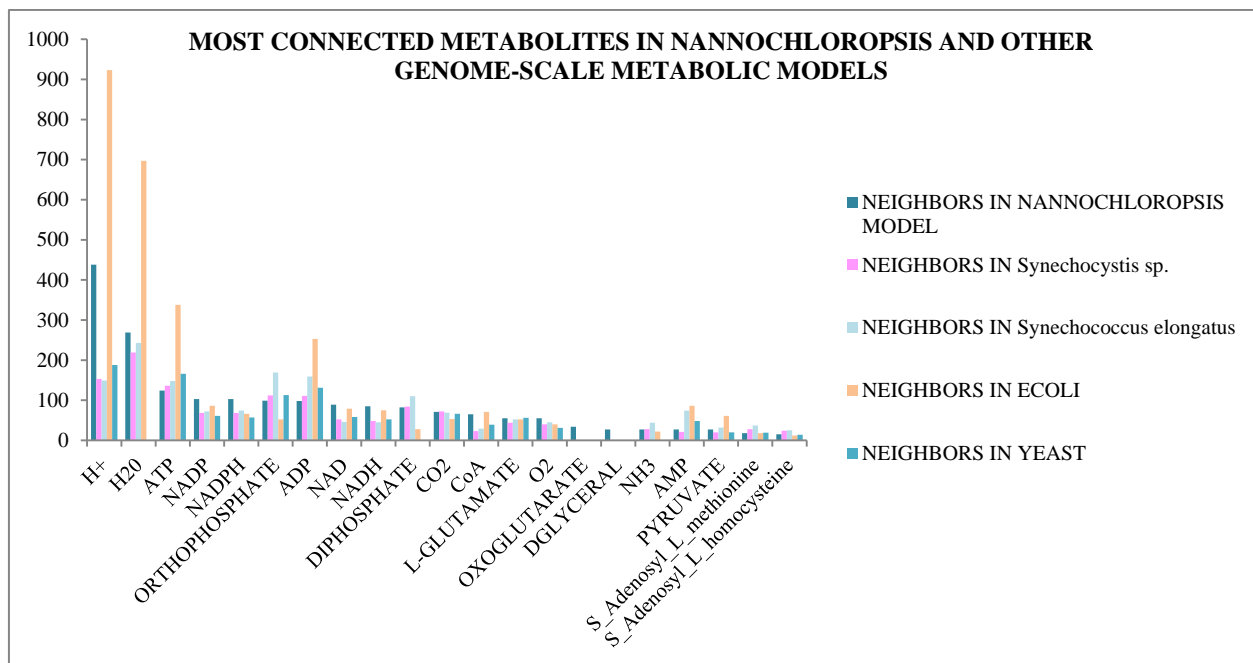 MOST CONNECTED METABOLITES IN NANNOCHLOROPSIS AND OTHER
GENOME-SCALE METABOLIC MODELS
1000
900
800
700
600
500
400
300
200
100
0
H+
H20
ATP
NADP
NADPH
ORTHOPHOSPHATE
ADP
NAD
NADH
DIPHOSPHATE
CO2
CoA
L-GLUTAMATE
O2
OXOGLUTARATE
DGLYCERAL
NH3
AMP
PYRUVATE
S_Adenosyl_L_methionine
S_Adenosyl_L_homocysteine
NEIGHBORS IN NANNOCHLOROPSIS
MODEL
NEIGHBORS IN Synechocystis sp.
NEIGHBORS IN Synechococcus elongatus
NEIGHBORS IN ECOLI
NEIGHBORS IN YEAST